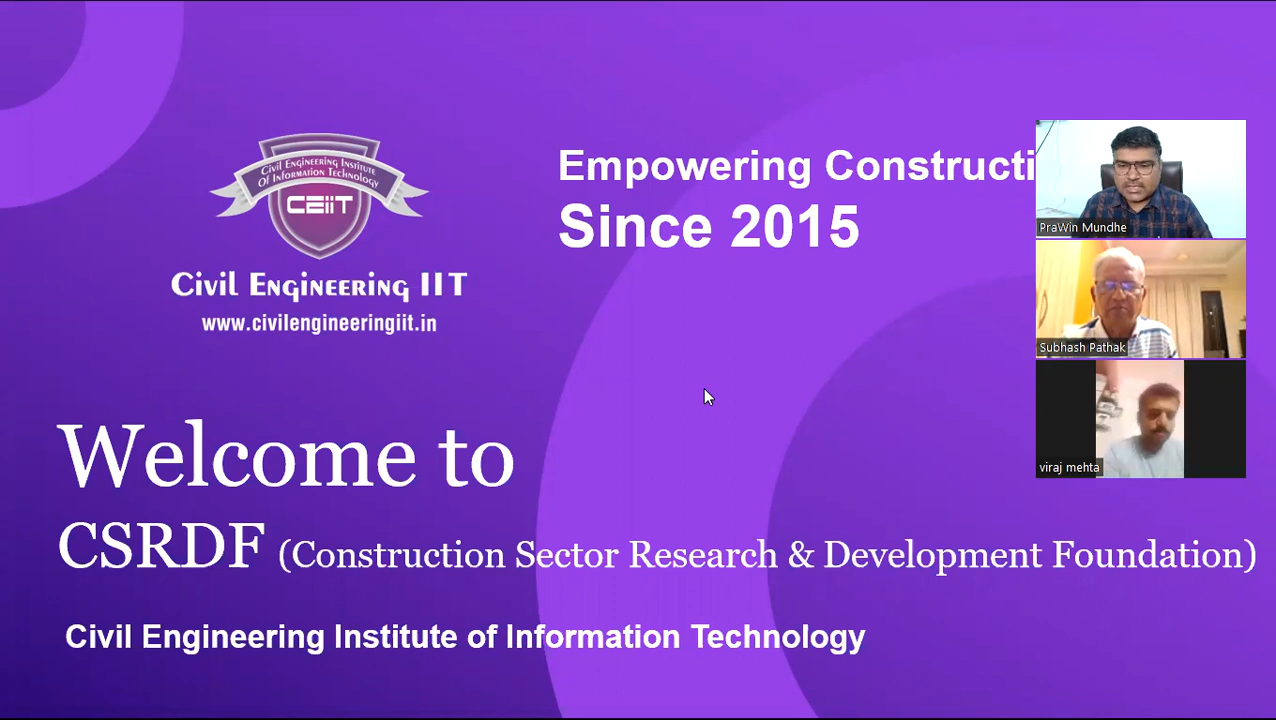 Civil Engineering Institute
Of Information Technology
CEIIT
Civil Engineering IIT
www.civilengineeringiit.in
Empowering Constructi
Since 2015
PraWin Mundhe
Subhash Pathak
viraj mehta
Welcome to
CSRDF (Construction Sector Research & Development Foundation)
Civil Engineering Institute of Information Technology